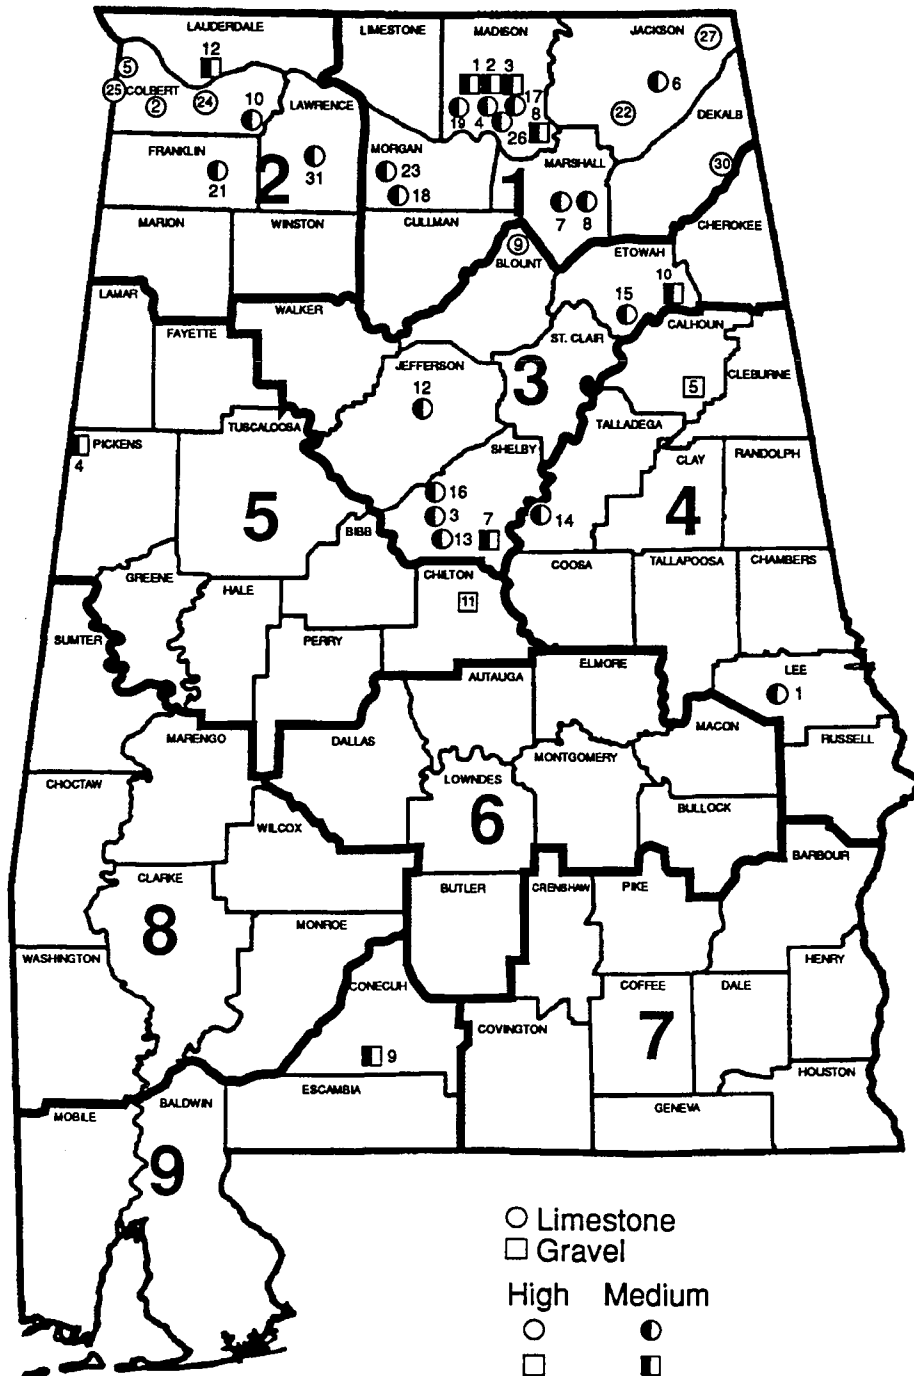 LAUDERDALE
LIMESTONE
MADISON
JACKSON
27
12
5
1 2 3
6
25
COLBERT
2
24
10
LAWRENCE
17
19
4
8
22
DEKALB
26
FRANKLIN
MORGAN
MARSHALL
30
2
31
23
1
21
18
7
8
MARION
WINSTON
CULLMAN
CHEROKEE
9
BLOUNT
ETOWAH
10
LAMAR
WALKER
15
FAYETTE
CALHOUN
ST. CLAIR
JEFFERSON
3
CLEBURNE
12
5
TUSCALOOSA
TALLADEGA
PICKENS
4
SHELBY
CLAY
RANDOLPH
16
5
3
7
14
4
BIBB
13
GREENE
HALE
CHILTON
COOSA
TALLAPOOSA
CHAMBERS
11
SUMTER
PERRY
ELMORE
LEE
AUTAUGA
1
MARENGO
DALLAS
MACON
RUSSELL
CHOCTAW
LOWNDES
MONTGOMERY
WILCOX
6
BULLOCK
BARBOUR
CLARKE
BUTLER
CRENSHAW
PIKE
8
MONROE
WASHINGTON
HENRY
CONECUH
COFFEE
DALE
COVINGTON
7
9
ESCAMBIA
HOUSTON
MOBILE
BALDWIN
GENEVA
9
Limestone
Gravel
High Medium